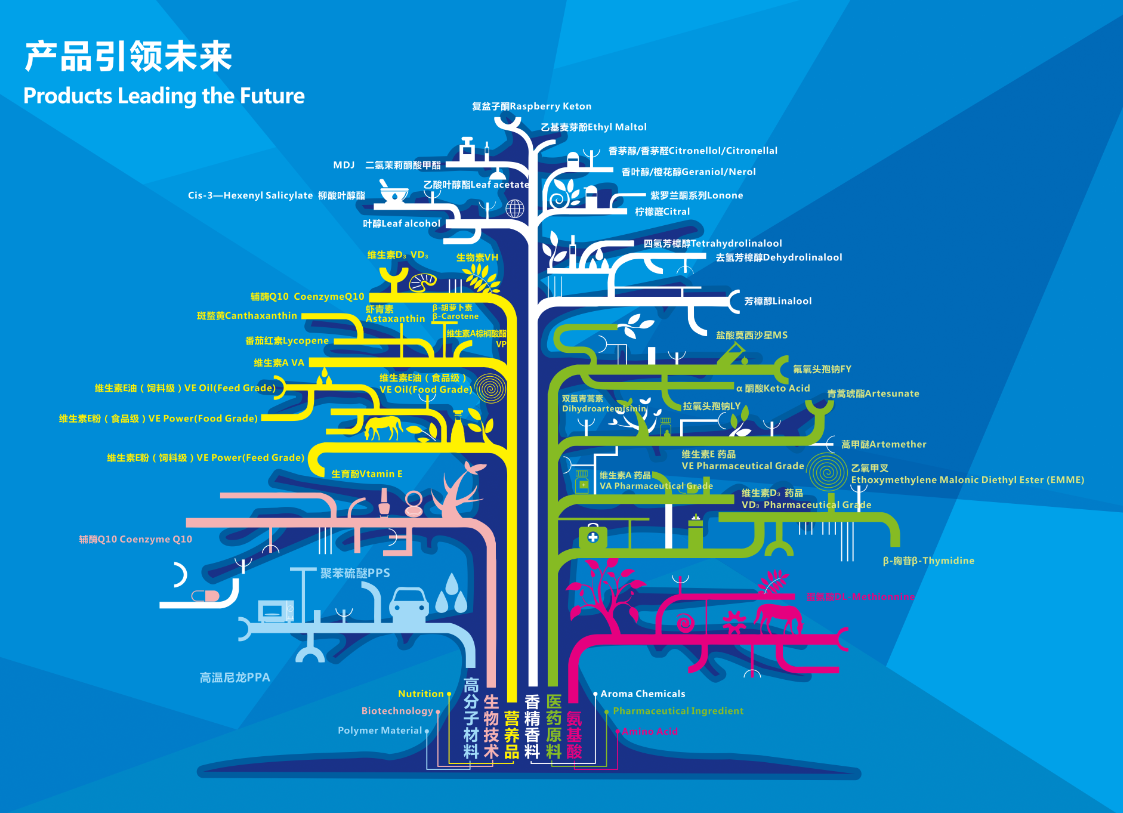 产品引领未来
Products Leading the Future
复盆子酮Raspberry Keton
乙基麦芽酚Ethyl Maltol
香茅醇/香茅醛Citronellol/Citronellal
MDJ 二氢茉莉酮酸甲酯
香叶醇/橙花醇Geraniol/Nerol
乙酸叶醇酯Leaf acetate
Cis-3—Hexenyl Salicylate 柳酸叶醇酯
紫罗兰酮系列Lonone
柠檬醛Citral
叶醇Leaf alcohol
四氢芳樟醇Tetrahydrolinalool
维生素D₃ VD₃
生物素VH
去氢芳樟醇Dehydrolinalool
辅酶Q10 CoenzymeQ10
芳樟醇Linalool
斑蝥黄Canthaxanthin
虾青素
Astaxanthin
β-胡萝卜素
β-Carotene
番茄红素Lycopene
维生素A棕榈酸酯
VP
盐酸莫西沙星MS
维生素A VA
氟氧头孢钠FY
维生素E油（饲料级）VE Oil(Feed Grade)
维生素E油（食品级）
VE Oil(Food Grade)
α 酮酸Keto Acid
青蒿琥酯Artesunate
双氢青蒿素
Dihydroartemisinin
拉氧头孢钠LY
维生素E粉（食品级）VE Power(Food Grade)
蒿甲醚Artemether
维生素E粉（饲料级）VE Power(Feed Grade)
维生素E 药品
VE Pharmaceutical Grade
生育酚Vtamin E
维生素A 药品
VA Pharmaceutical Grade
乙氧甲叉
Ethoxymethylene Malonic Diethyl Ester (EMME)
维生素D₃ 药品
VD₃ Pharmaceutical Grade
辅酶Q10 Coenzyme Q10
β-胸苷β-Thymidine
聚苯硫醚PPS
高温尼龙PPA
Nutrition
Biotechnology
Polymer Material
高分子材料
生物技术
营养品
香精香料
医药原料
氨基酸
Aroma Chemicals
Pharmaceutical Ingredient
Amino Acid